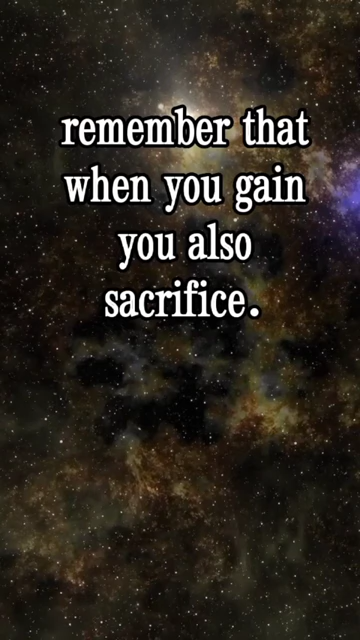 remember that
when you gain
you also
sacrifice.